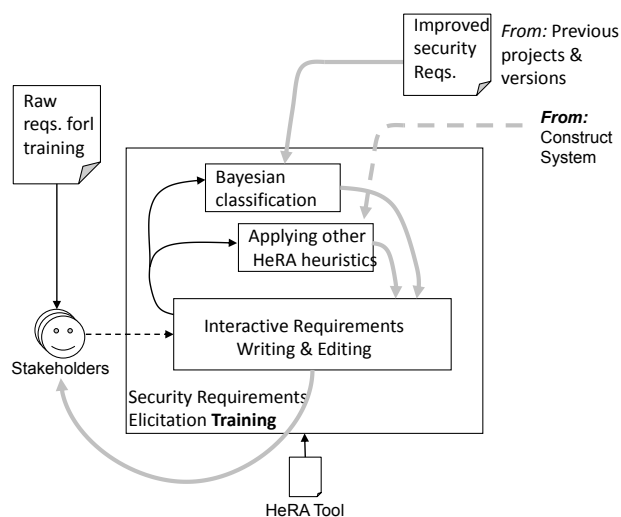 Improved
security
Reqs.
From: Previous
projects &
versions
Raw
reqs. forl
training
From:
Construct
System
Bayesian
classification
Applying other
HeRA heuristics
Interactive Requirements
Writing & Editing
Stakeholders
Security Requirements
Elicitation Training
HeRA Tool